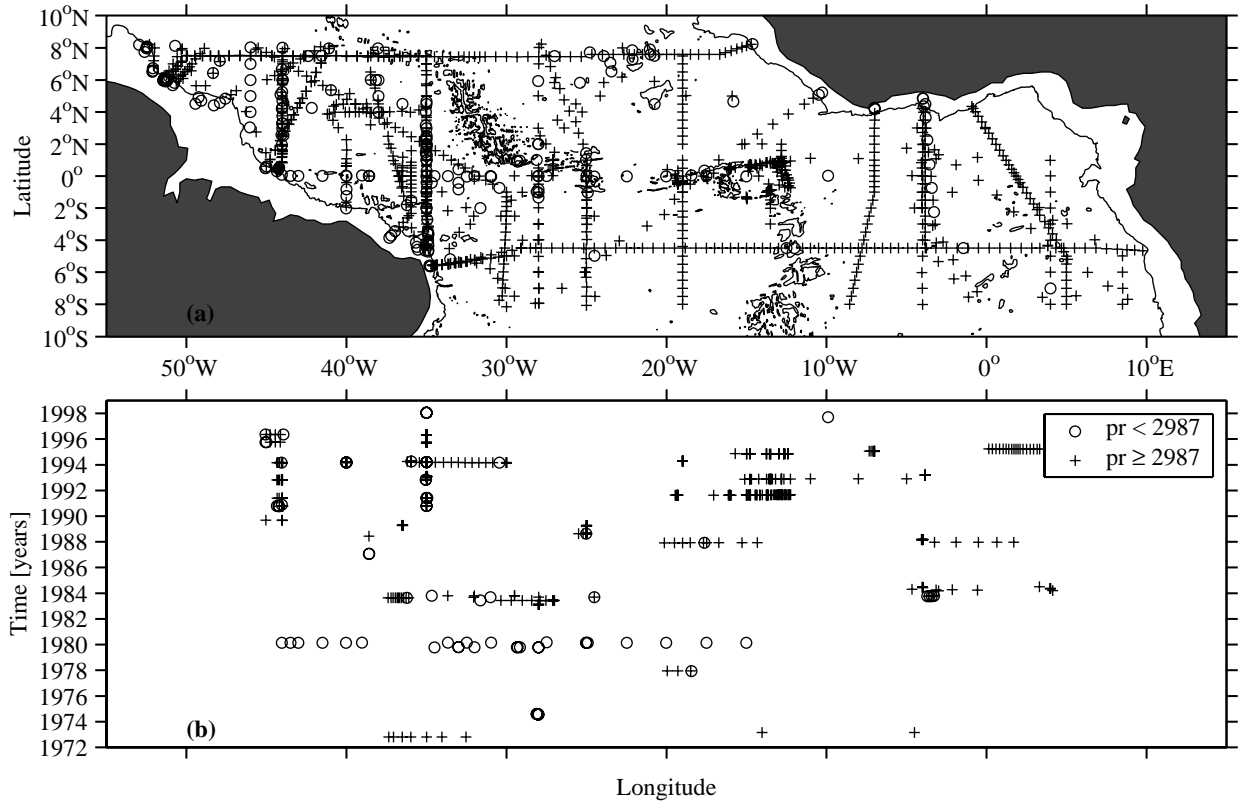 10°N
8°N
6°N
4°N
2°N
0°
2°S
4°S
6°S
8°S
10°S
Latitude
(a)
50°W 40°W 30°W 20°W 10°W 0° 10°E
1998
1996
1994
1992
1990
1988
1986
1984
1982
1980
1978
1976
1974
1972
Time [years]
pr < 2987
pr ≥ 2987
(b)
Longitude